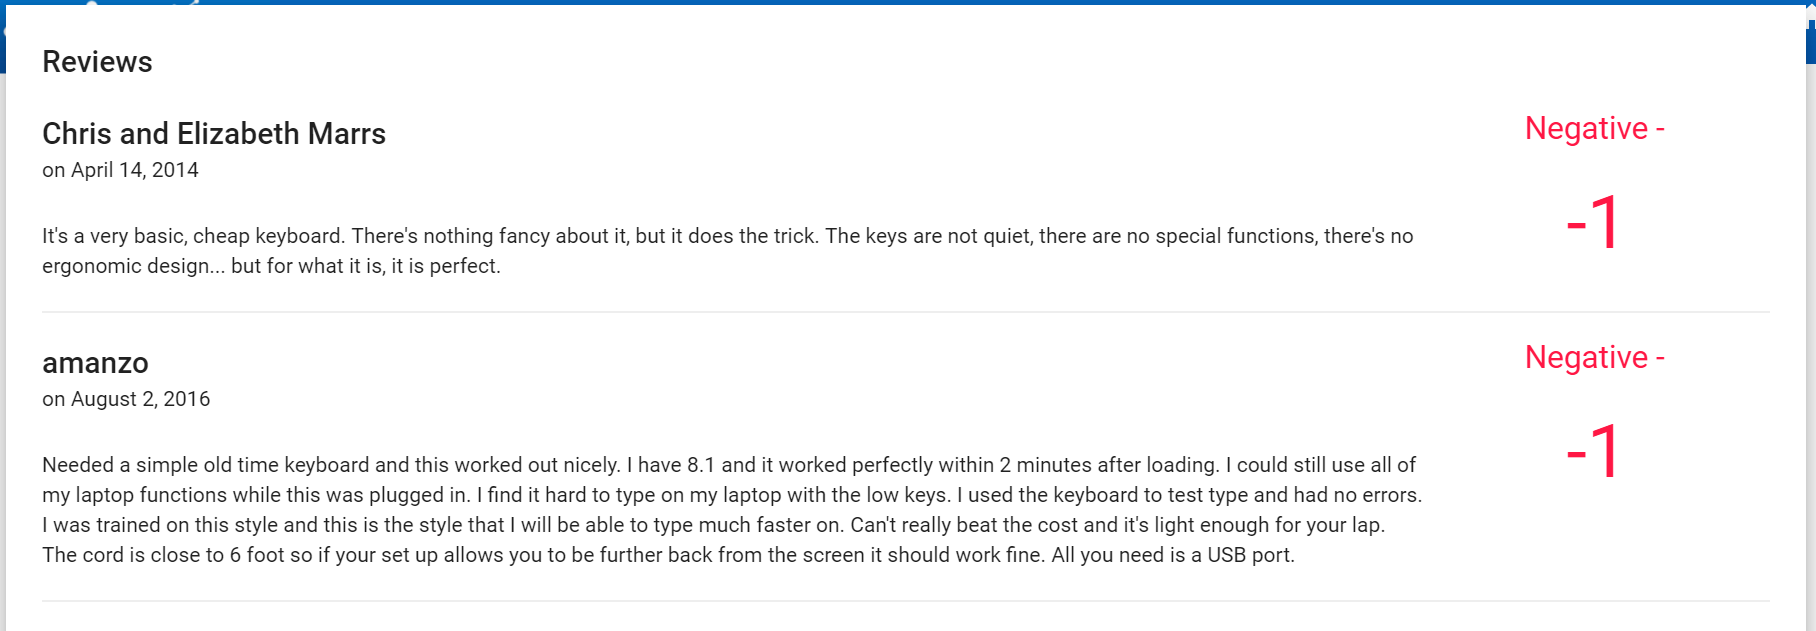 Reviews
Chris and Elizabeth Marrs
Negative -
on April 14, 2014
-1
It's a very basic, cheap keyboard. There's nothing fancy about it, but it does the trick. The keys are not quiet, there are no special functions, there's no
ergonomic design... but for what it is, it is perfect.
amanzo
Negative -
on August 2, 2016
-1
Needed a simple old time keyboard and this worked out nicely. I have 8.1 and it worked perfectly within 2 minutes after loading. I could still use all of
my laptop functions while this was plugged in. I find it hard to type on my laptop with the low keys. I used the keyboard to test type and had no errors.
I was trained on this style and this is the style that I will be able to type much faster on. Can't really beat the cost and it's light enough for your lap.
The cord is close to 6 foot so if your set up allows you to be further back from the screen it should work fine. All you need is a USB port.